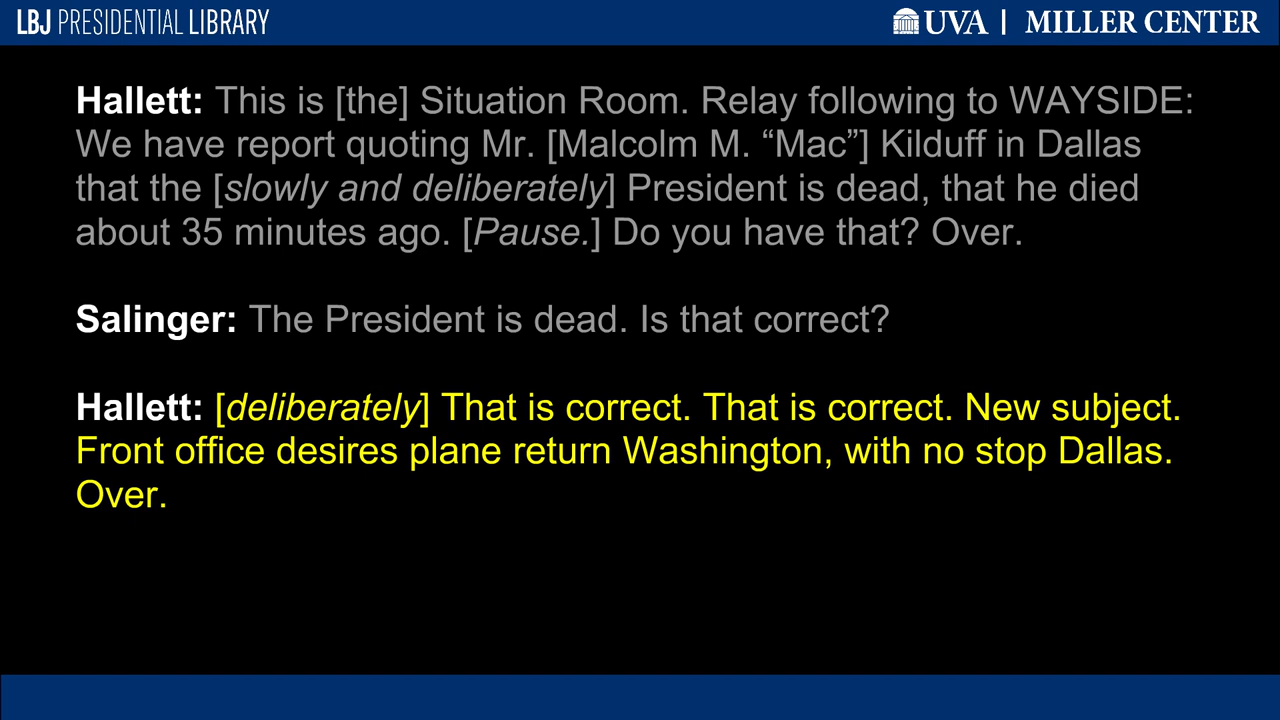 LBJ PRESIDENTIAL LIBRARY
UVA | MILLER CENTER
Hallett: This is [the] Situation Room. Relay following to WAYSIDE:
We have report quoting Mr. [Malcolm M. “Mac”] Kilduff in Dallas
that the [slowly and deliberately] President is dead, that he died
about 35 minutes ago. [Pause.] Do you have that? Over.
Salinger: The President is dead. Is that correct?
Hallett: [deliberately] That is correct. That is correct. New subject.
Front office desires plane return Washington, with no stop Dallas.
Over.